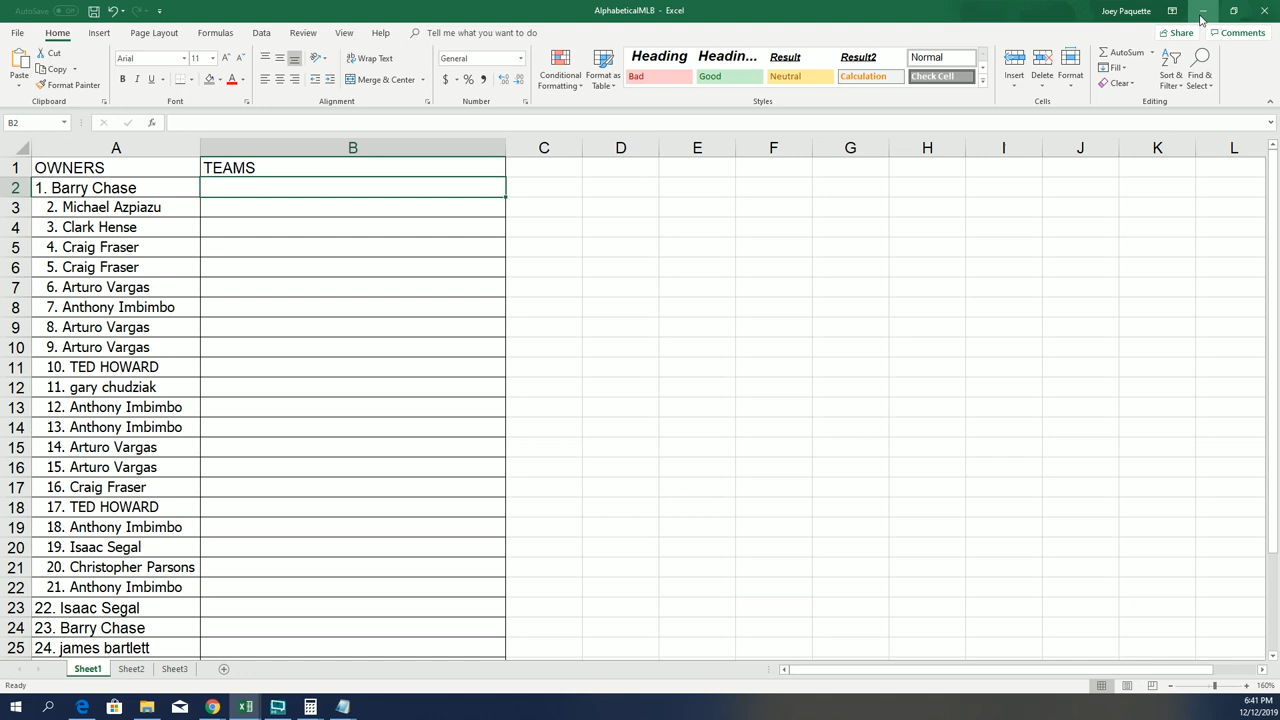 AutoSave Off
AlphabeticalMLB - Excel
Joey Paquette
File Home Insert Page Layout Formulas Data Review View Help Tell me what you want to do Share Comments
Paste Cut Copy Format Painter Clipboard
Arial 11 A A B I U A Font
Wrap Text Merge & Center Alignment
General $ % , Number
Conditional Formatting Format as Table
Heading Headin... Result Result2 Normal
Bad Good Neutral Calculation Check Cell
Styles
Insert Delete Format Cells
AutoSum Fill Clear Sort & Filter Find & Select Editing
B2 fx
A B C D E F G H I J K L
1 OWNERS TEAMS
2 1. Barry Chase
3 2. Michael Azpiazu
4 3. Clark Hense
5 4. Craig Fraser
6 5. Craig Fraser
7 6. Arturo Vargas
8 7. Anthony Imbimbo
9 8. Arturo Vargas
10 9. Arturo Vargas
11 10. TED HOWARD
12 11. gary chudziak
13 12. Anthony Imbimbo
14 13. Anthony Imbimbo
15 14. Arturo Vargas
16 15. Arturo Vargas
17 16. Craig Fraser
18 17. TED HOWARD
19 18. Anthony Imbimbo
20 19. Isaac Segal
21 20. Christopher Parsons
22 21. Anthony Imbimbo
23 22. Isaac Segal
24 23. Barry Chase
25 24. james bartlett
Sheet1 Sheet2 Sheet3
Ready 160%
6:41 PM
12/12/2019